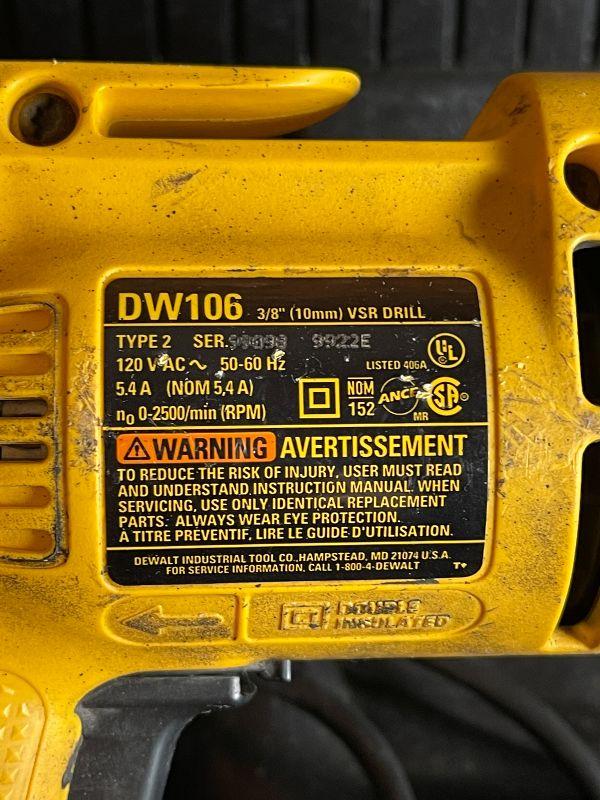 DW106 3/8" (10mm) VSR DRILL
TYPE 2 SER. 9922E
120 V AC ~ 50-60 Hz
LISTED 406A
UL
5.4 A (NOM 5,4 A)
NOM
152
ANCE
SA
MR
n0 0-2500/min (RPM)
WARNING AVERTISSEMENT
TO REDUCE THE RISK OF INJURY, USER MUST READ
AND UNDERSTAND INSTRUCTION MANUAL. WHEN
SERVICING, USE ONLY IDENTICAL REPLACEMENT
PARTS. ALWAYS WEAR EYE PROTECTION.
À TITRE PRÉVENTIF, LIRE LE GUIDE D'UTILISATION.
DEWALT INDUSTRIAL TOOL CO., HAMPSTEAD, MD 21074 U.S.A.
FOR SERVICE INFORMATION, CALL 1-800-4-DEWALT
DOUBLE
INSULATED